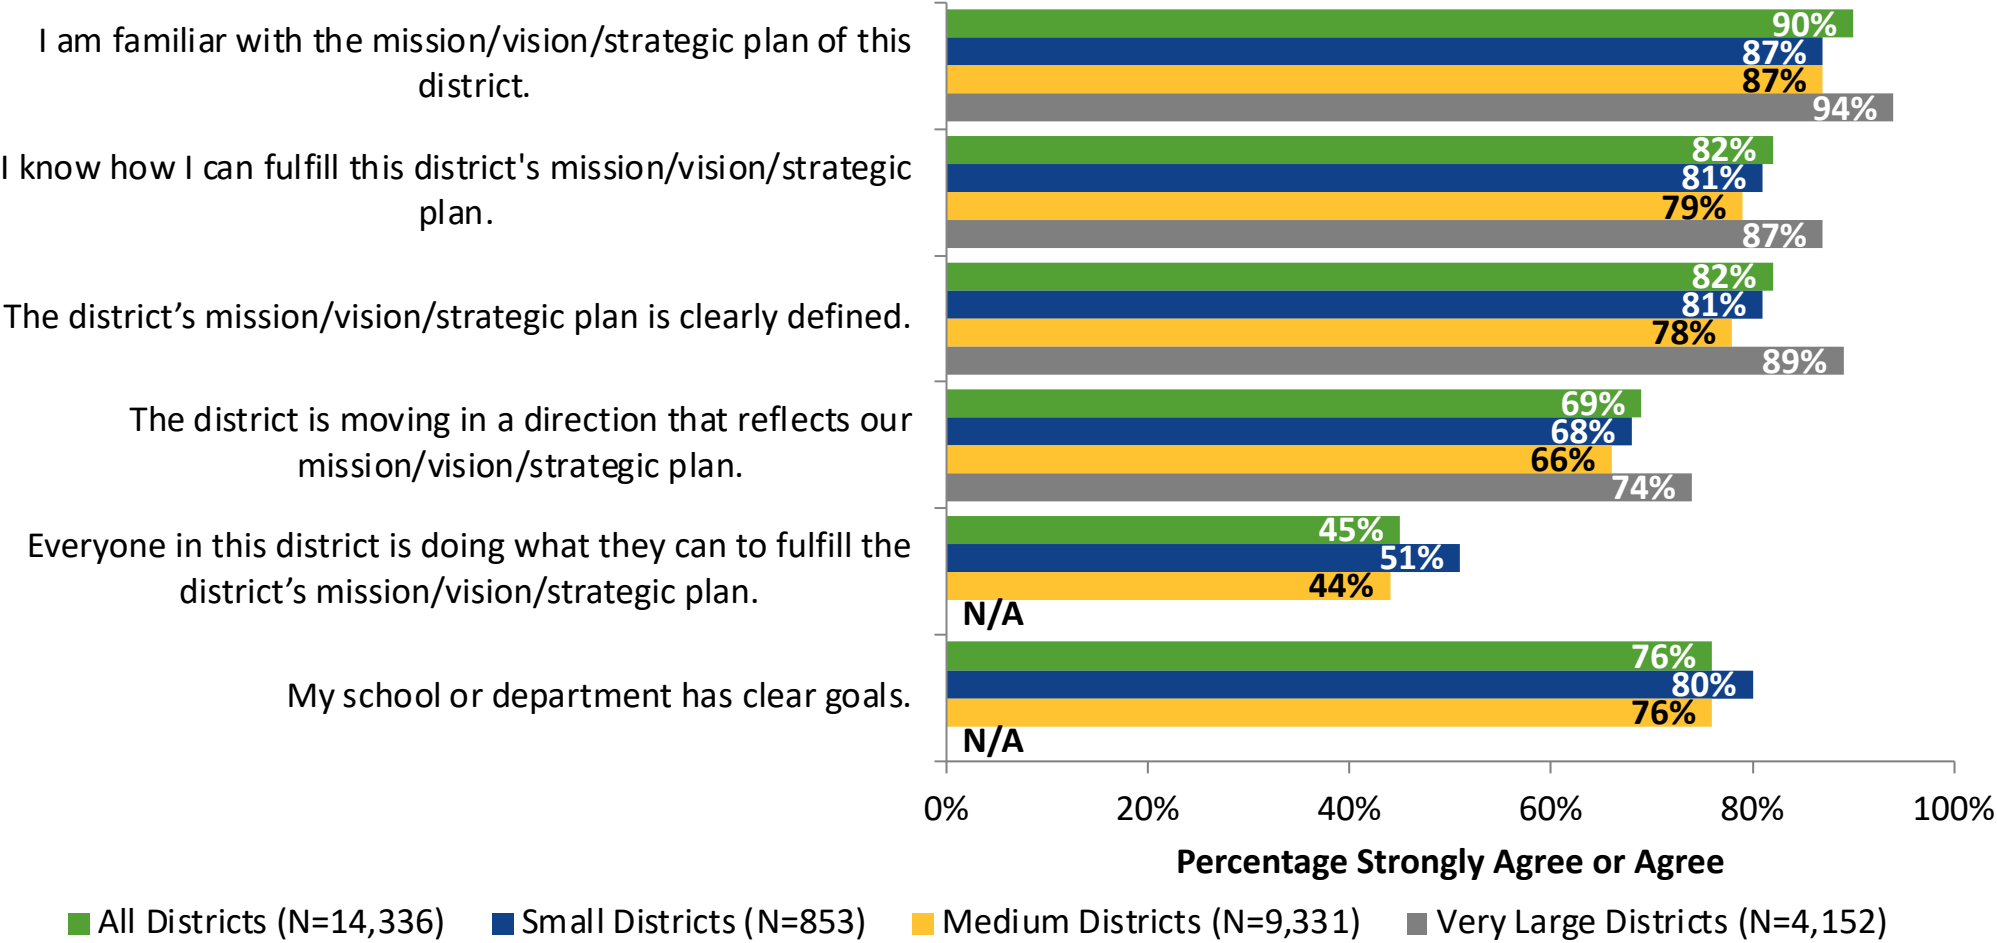 I am familiar with the mission/vision/strategic plan of this
district.
90%
87%
87%
94%
I know how I can fulfill this district's mission/vision/strategic
plan.
82%
81%
79%
87%
The district’s mission/vision/strategic plan is clearly defined.
82%
81%
78%
89%
The district is moving in a direction that reflects our
mission/vision/strategic plan.
69%
68%
66%
74%
Everyone in this district is doing what they can to fulfill the
district’s mission/vision/strategic plan.
45%
51%
44%
N/A
My school or department has clear goals.
76%
80%
76%
N/A
0% 20% 40% 60% 80% 100%
Percentage Strongly Agree or Agree
All Districts (N=14,336) Small Districts (N=853) Medium Districts (N=9,331) Very Large Districts (N=4,152)